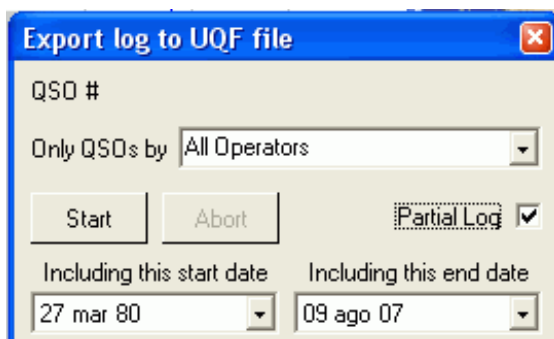 Export log to UQF file
QSO #
Only QSOs by All Operators
Start Abort Partial Log
Including this start date Including this end date
27 mar 80 09 ago 07